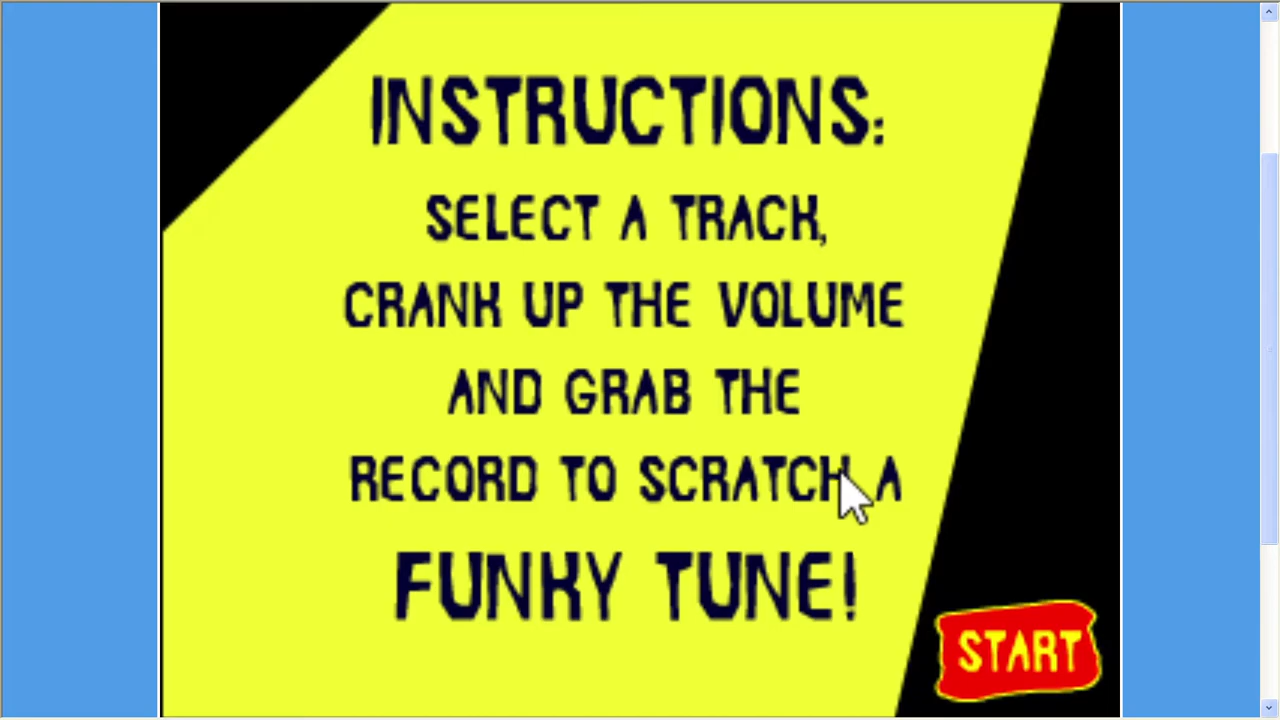 INSTRUCTIONS:
SELECT A TRACK,
CRANK UP THE VOLUME
AND GRAB THE
RECORD TO SCRATCH A
FUNKY TUNE!
START